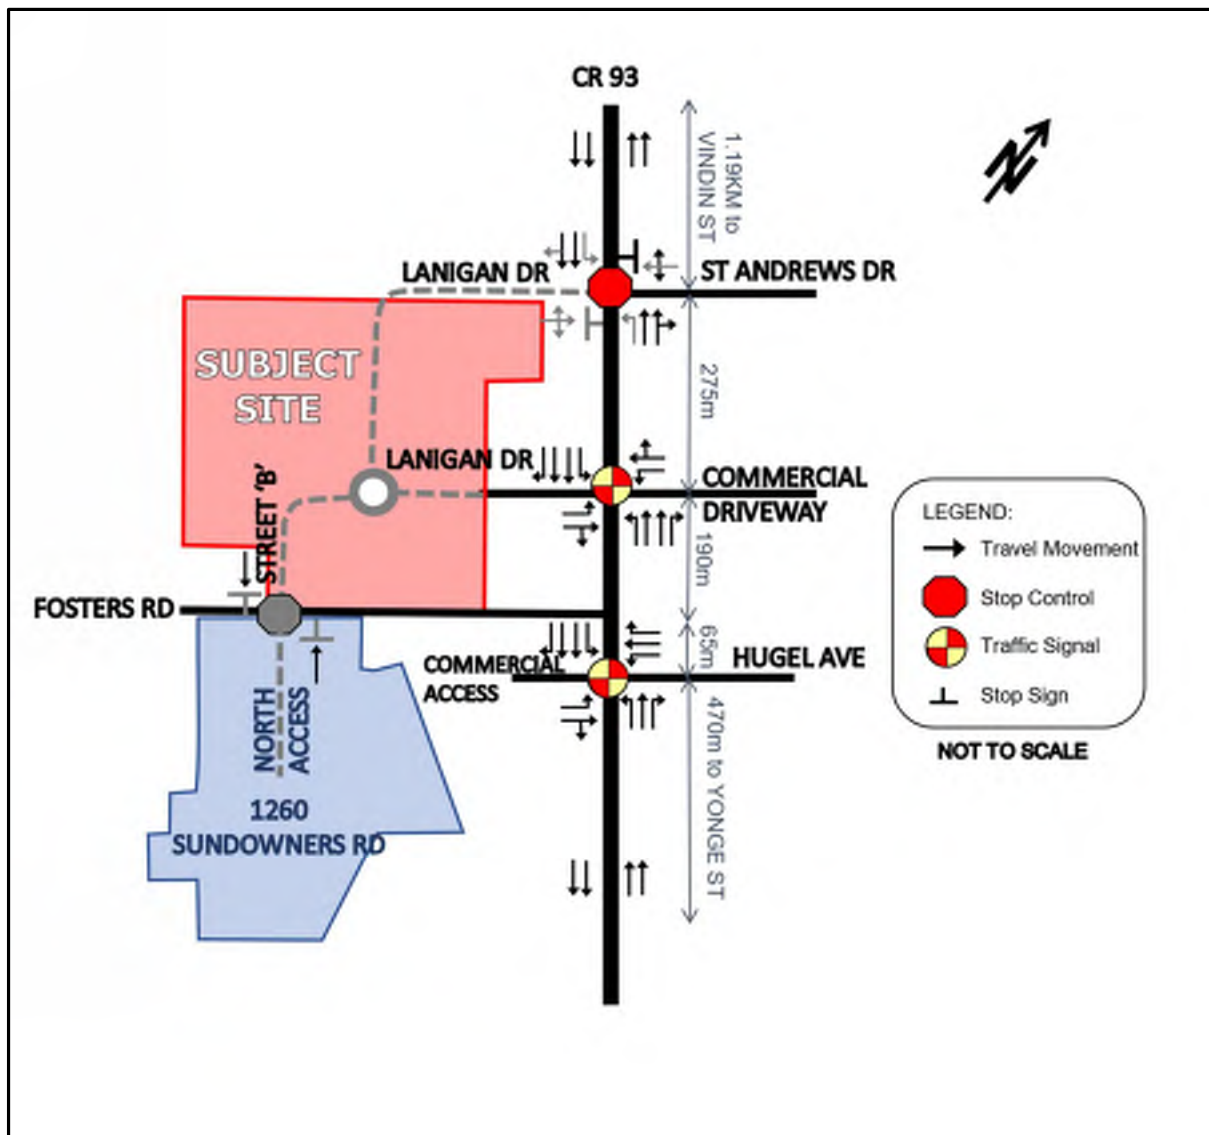 CR 93
1.19KM to
VINDIN ST
N
LANIGAN DR
ST ANDREWS DR
SUBJECT
SITE
275m
LANIGAN DR
COMMERCIAL
DRIVEWAY
STREET 'B'
190m
FOSTERS RD
65m
COMMERCIAL
ACCESS
HUGEL AVE
NORTH
ACCESS
470m to YONGE ST
1260
SUNDOWNERS RD
LEGEND:
Travel Movement
Stop Control
Traffic Signal
Stop Sign
NOT TO SCALE